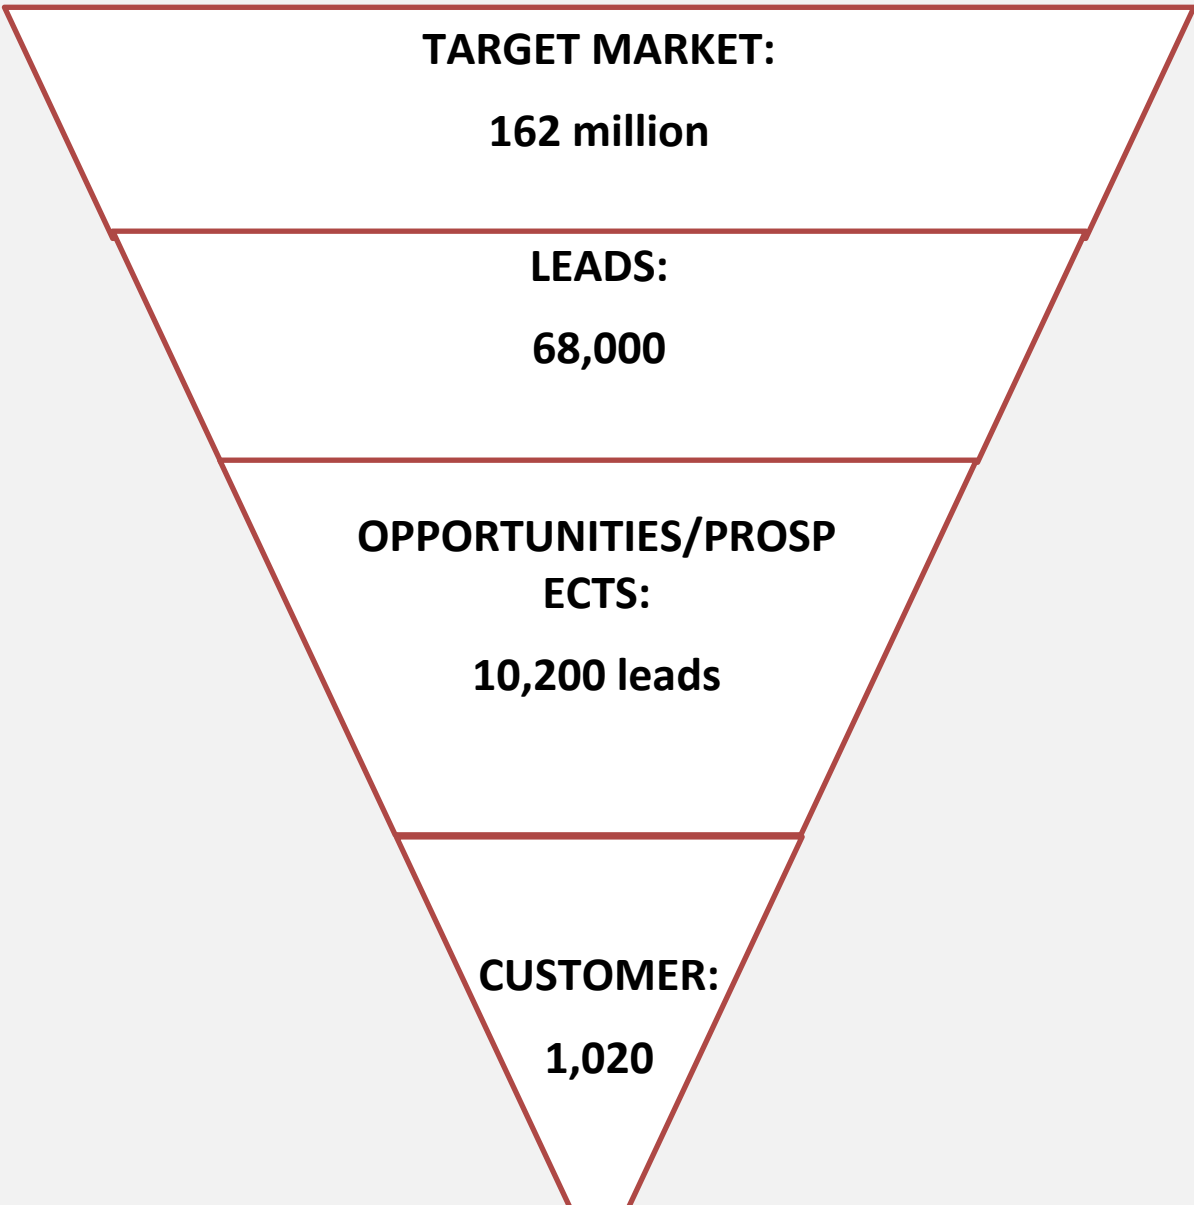 TARGET MARKET:
162 million
LEADS:
68,000
OPPORTUNITIES/PROSP
ECTS:
10,200 leads
CUSTOMER:
1,020